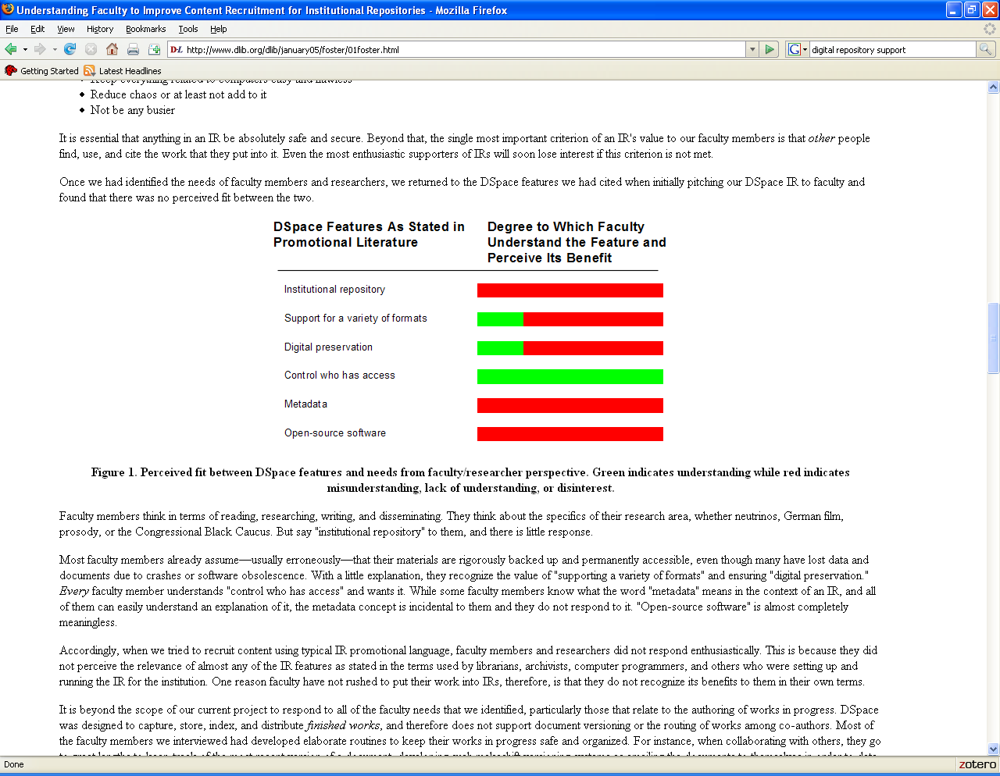 Understanding Faculty to Improve Content Recruitment for Institutional Repositories - Mozilla Firefox
File Edit View History Bookmarks Tools Help
D-L http://www.dlib.org/dlib/january05/foster/01foster.html G digital repository support
Getting Started Latest Headlines
Keep everything related to computers easy and flawless
Reduce chaos or at least not add to it
Not be any busier
It is essential that anything in an IR be absolutely safe and secure. Beyond that, the single most important criterion of an IR's value to our faculty members is that other people
find, use, and cite the work that they put into it. Even the most enthusiastic supporters of IRs will soon lose interest if this criterion is not met.
Once we had identified the needs of faculty members and researchers, we returned to the DSpace features we had cited when initially pitching our DSpace IR to faculty and
found that there was no perceived fit between the two.
DSpace Features As Stated in
Promotional Literature
Degree to Which Faculty
Understand the Feature and
Perceive Its Benefit
Institutional repository
Support for a variety of formats
Digital preservation
Control who has access
Metadata
Open-source software
Figure 1. Perceived fit between DSpace features and needs from faculty/researcher perspective. Green indicates understanding while red indicates
misunderstanding, lack of understanding, or disinterest.
Faculty members think in terms of reading, researching, writing, and disseminating. They think about the specifics of their research area, whether neutrinos, German film,
prosody, or the Congressional Black Caucus. But say "institutional repository" to them, and there is little response.
Most faculty members already assume—usually erroneously—that their materials are rigorously backed up and permanently accessible, even though many have lost data and
documents due to crashes or software obsolescence. With a little explanation, they recognize the value of "supporting a variety of formats" and ensuring "digital preservation."
Every faculty member understands "control who has access" and wants it. While some faculty members know what the word "metadata" means in the context of an IR, and all
of them can easily understand an explanation of it, the metadata concept is incidental to them and they do not respond to it. "Open-source software" is almost completely
meaningless.
Accordingly, when we tried to recruit content using typical IR promotional language, faculty members and researchers did not respond enthusiastically. This is because they did
not perceive the relevance of almost any of the IR features as stated in the terms used by librarians, archivists, computer programmers, and others who were setting up and
running the IR for the institution. One reason faculty have not rushed to put their work into IRs, therefore, is that they do not recognize its benefits to them in their own terms.
It is beyond the scope of our current project to respond to all of the faculty needs that we identified, particularly those that relate to the authoring of works in progress. DSpace
was designed to capture, store, index, and distribute finished works, and therefore does not support document versioning or the routing of works among co-authors. Most of
the faculty members we interviewed had developed elaborate routines to keep their works in progress safe and organized. For instance, when collaborating with others, they go
Done zotero